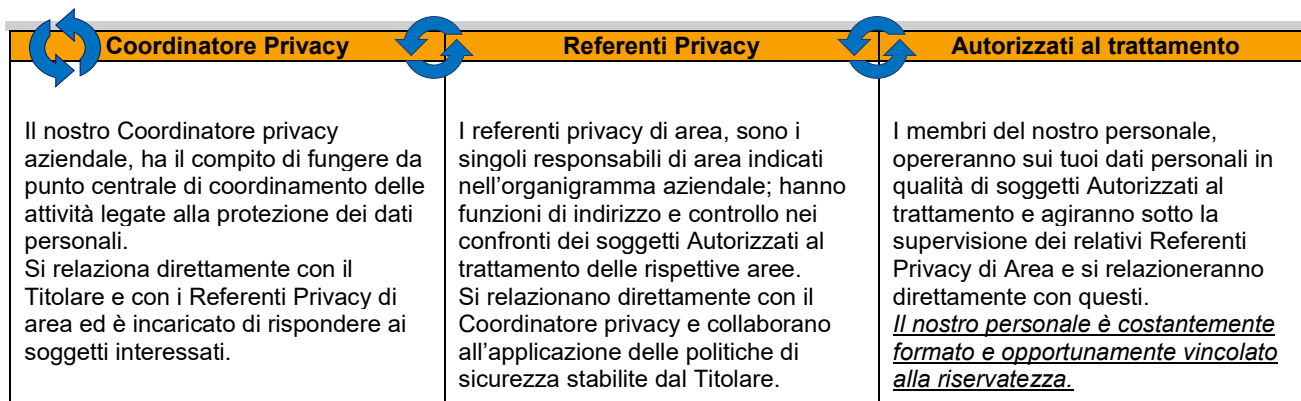 Coordinatore Privacy
Referenti Privacy
Autorizzati al trattamento
Il nostro Coordinatore privacy
aziendale, ha il compito di fungere da
punto centrale di coordinamento delle
attività legate alla protezione dei dati
personali.
Si relaziona direttamente con il
Titolare e con i Referenti Privacy di
area ed è incaricato di rispondere ai
soggetti interessati.
I referenti privacy di area, sono i
singoli responsabili di area indicati
nell’organigramma aziendale; hanno
funzioni di indirizzo e controllo nei
confronti dei soggetti Autorizzati al
trattamento delle rispettive aree.
Si relazionano direttamente con il
Coordinatore privacy e collaborano
all’applicazione delle politiche di
sicurezza stabilite dal Titolare.
I membri del nostro personale,
opereranno sui tuoi dati personali in
qualità di soggetti Autorizzati al
trattamento e agiranno sotto la
supervisione dei relativi Referenti
Privacy di Area e si relazioneranno
direttamente con questi.
Il nostro personale è costantemente
formato e opportunamente vincolato
alla riservatezza.